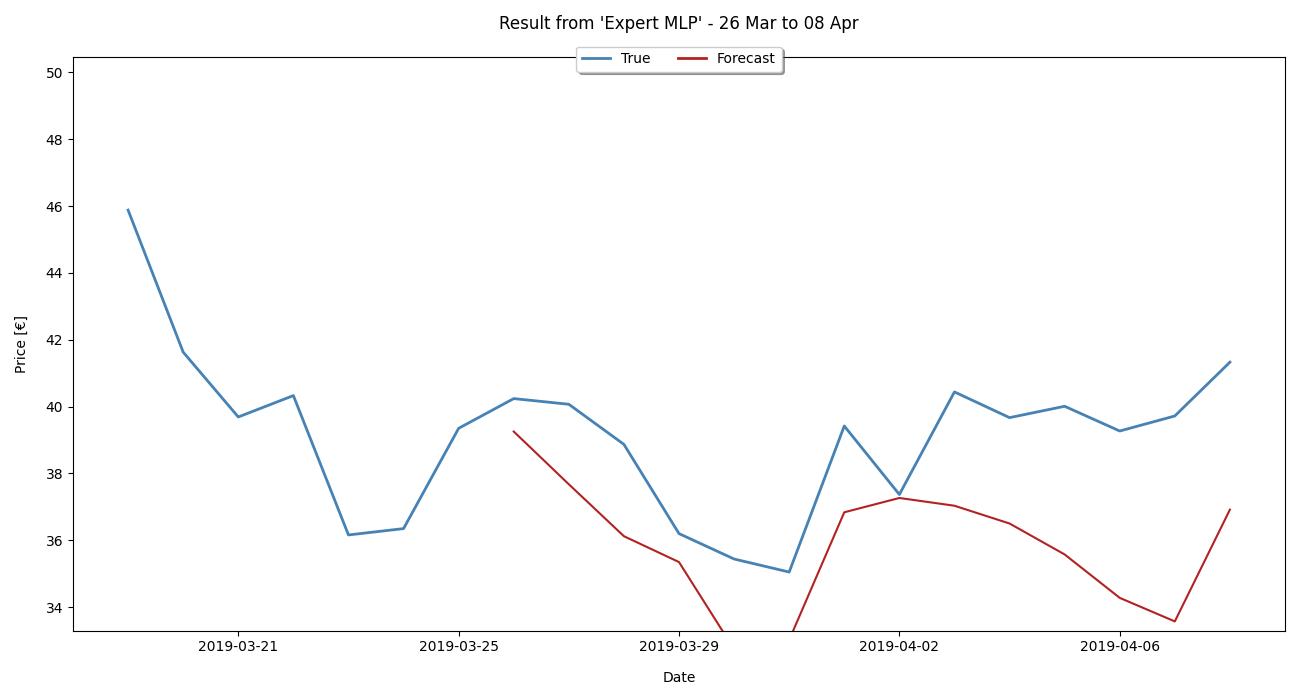 Result from 'Expert MLP' - 26 Mar to 08 Apr
True Forecast
50
48
46
44
42
40
38
36
34
Price [€]
2019-03-21 2019-03-25 2019-03-29 2019-04-02 2019-04-06
Date